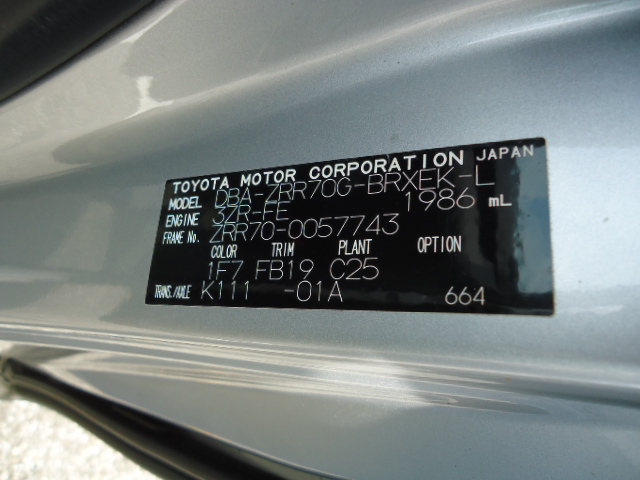 TOYOTA MOTOR CORPORATION JAPAN
MODEL DBA-ZRR70G-BRXEK-L
ENGINE 3ZR-FE 1986 mL
FRAME No. ZRR70-0057743
COLOR TRIM PLANT OPTION
1F7 FB19 C25
TRANS./AXLE K111 -01A 664